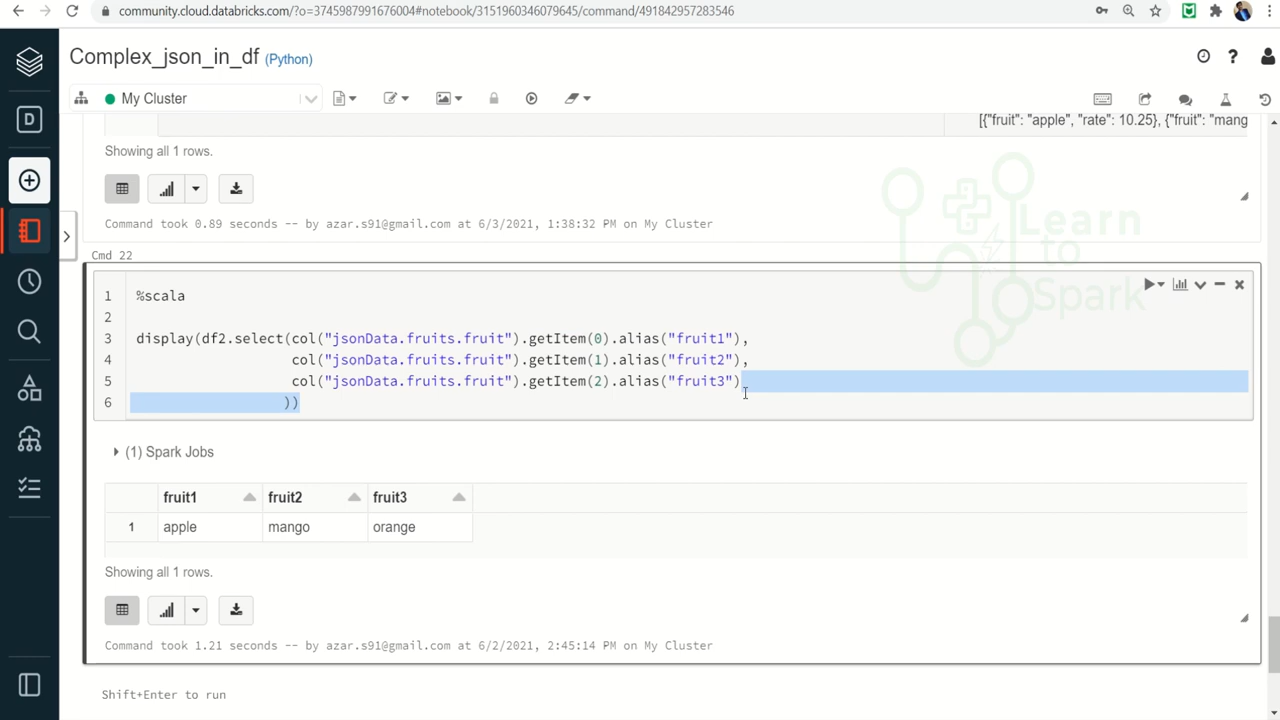 community.cloud.databricks.com/?o=3745987991676004#notebook/3151960346079645/command/491842957283546
Complex_json_in_df (Python)
My Cluster
D
[{"fruit": "apple", "rate": 10.25}, {"fruit": "mang
Showing all 1 rows.
Command took 0.89 seconds -- by azar.s91@gmail.com at 6/3/2021, 1:38:32 PM on My Cluster
Learn
to
Spark
Cmd 22
1 %scala
2
3 display(df2.select(col("jsonData.fruits.fruit").getItem(0).alias("fruit1"),
4 col("jsonData.fruits.fruit").getItem(1).alias("fruit2"),
5 col("jsonData.fruits.fruit").getItem(2).alias("fruit3")
6 ))
(1) Spark Jobs
fruit1 fruit2 fruit3
1 apple mango orange
Showing all 1 rows.
Command took 1.21 seconds -- by azar.s91@gmail.com at 6/2/2021, 2:45:14 PM on My Cluster
Shift+Enter to run